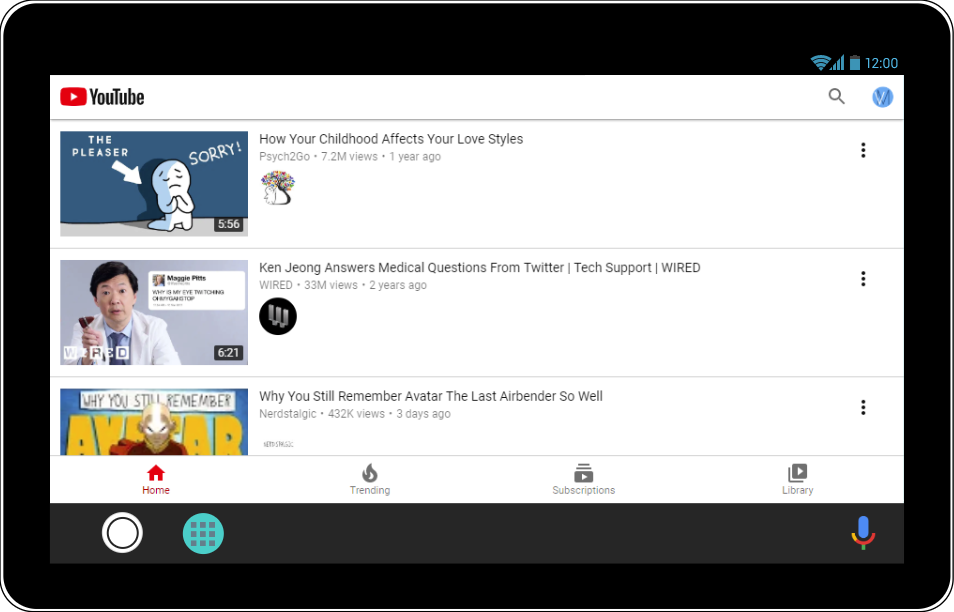 12:00
YouTube
THE
PLEASER
SORRY!
5:56
How Your Childhood Affects Your Love Styles
Psych2Go • 7.2M views • 1 year ago
Maggie Pitts
WHY IS MY EYE TWITCHING
OHMYGAHSTOP
WIRED
6:21
Ken Jeong Answers Medical Questions From Twitter | Tech Support | WIRED
WIRED • 33M views • 2 years ago
WHY YOU STILL REMEMBER
AVATAR
Why You Still Remember Avatar The Last Airbender So Well
Nerdstalgic • 432K views • 3 days ago
Home
Trending
Subscriptions
Library